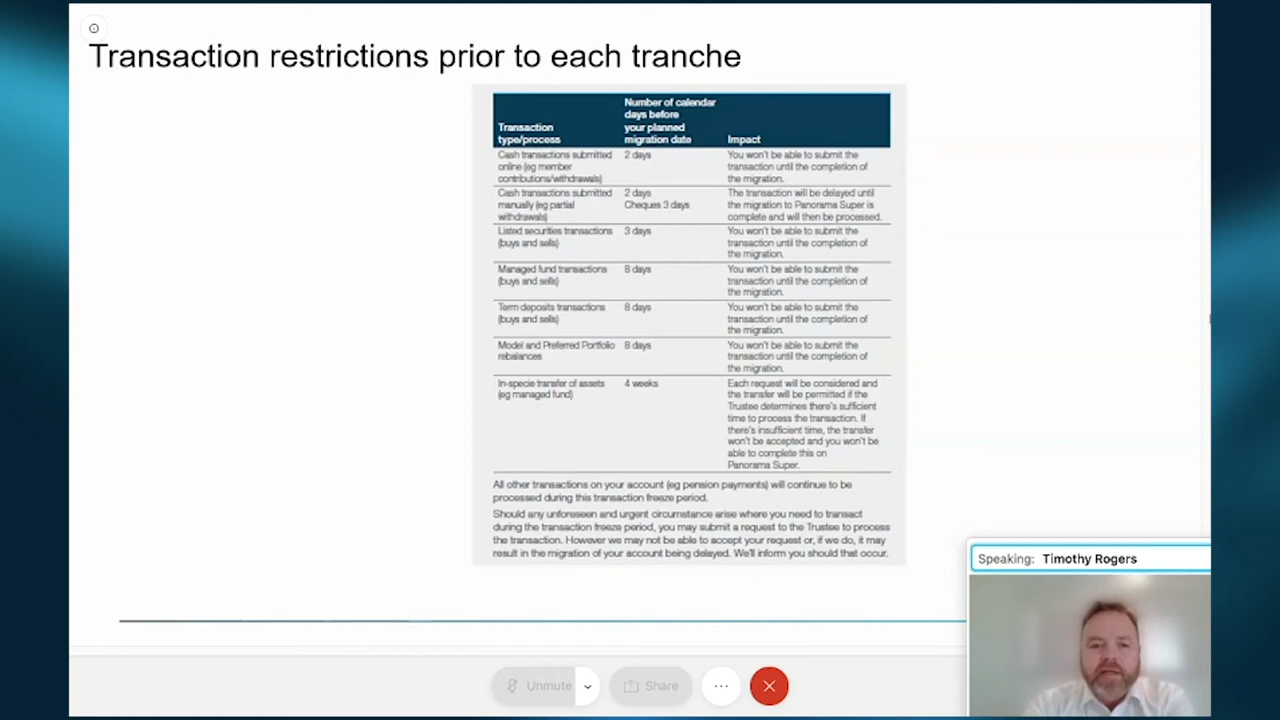 Transaction restrictions prior to each tranche
Transaction type/process
Number of calendar days before your planned migration date
Impact
Cash transactions submitted online (eg member contributions/withdrawals)
2 days
You won't be able to submit the transaction until the completion of the migration.
Cash transactions submitted manually (eg partial withdrawals)
2 days
Cheques 3 days
The transaction will be delayed until the migration to Panorama Super is complete and will then be processed.
Listed securities transactions (buys and sells)
3 days
You won't be able to submit the transaction until the completion of the migration.
Managed fund transactions (buys and sells)
8 days
You won't be able to submit the transaction until the completion of the migration.
Term deposits transactions (buys and sells)
8 days
You won't be able to submit the transaction until the completion of the migration.
Model and Preferred Portfolio rebalances
8 days
You won't be able to submit the transaction until the completion of the migration.
In-specie transfer of assets (eg managed fund)
4 weeks
Each request will be considered and the transfer will be permitted if the Trustee determines there's sufficient time to process the transaction. If there's insufficient time, the transfer won't be accepted and you won't be able to complete this on Panorama Super.
All other transactions on your account (eg pension payments) will continue to be
processed during this transaction freeze period.
Should any unforeseen and urgent circumstance arise where you need to transact
during the transaction freeze period, you may submit a request to the Trustee to process
the transaction. However we may not be able to accept your request or, if we do, it may
result in the migration of your account being delayed. We'll inform you should that occur.
Speaking: Timothy Rogers
Unmute
Share